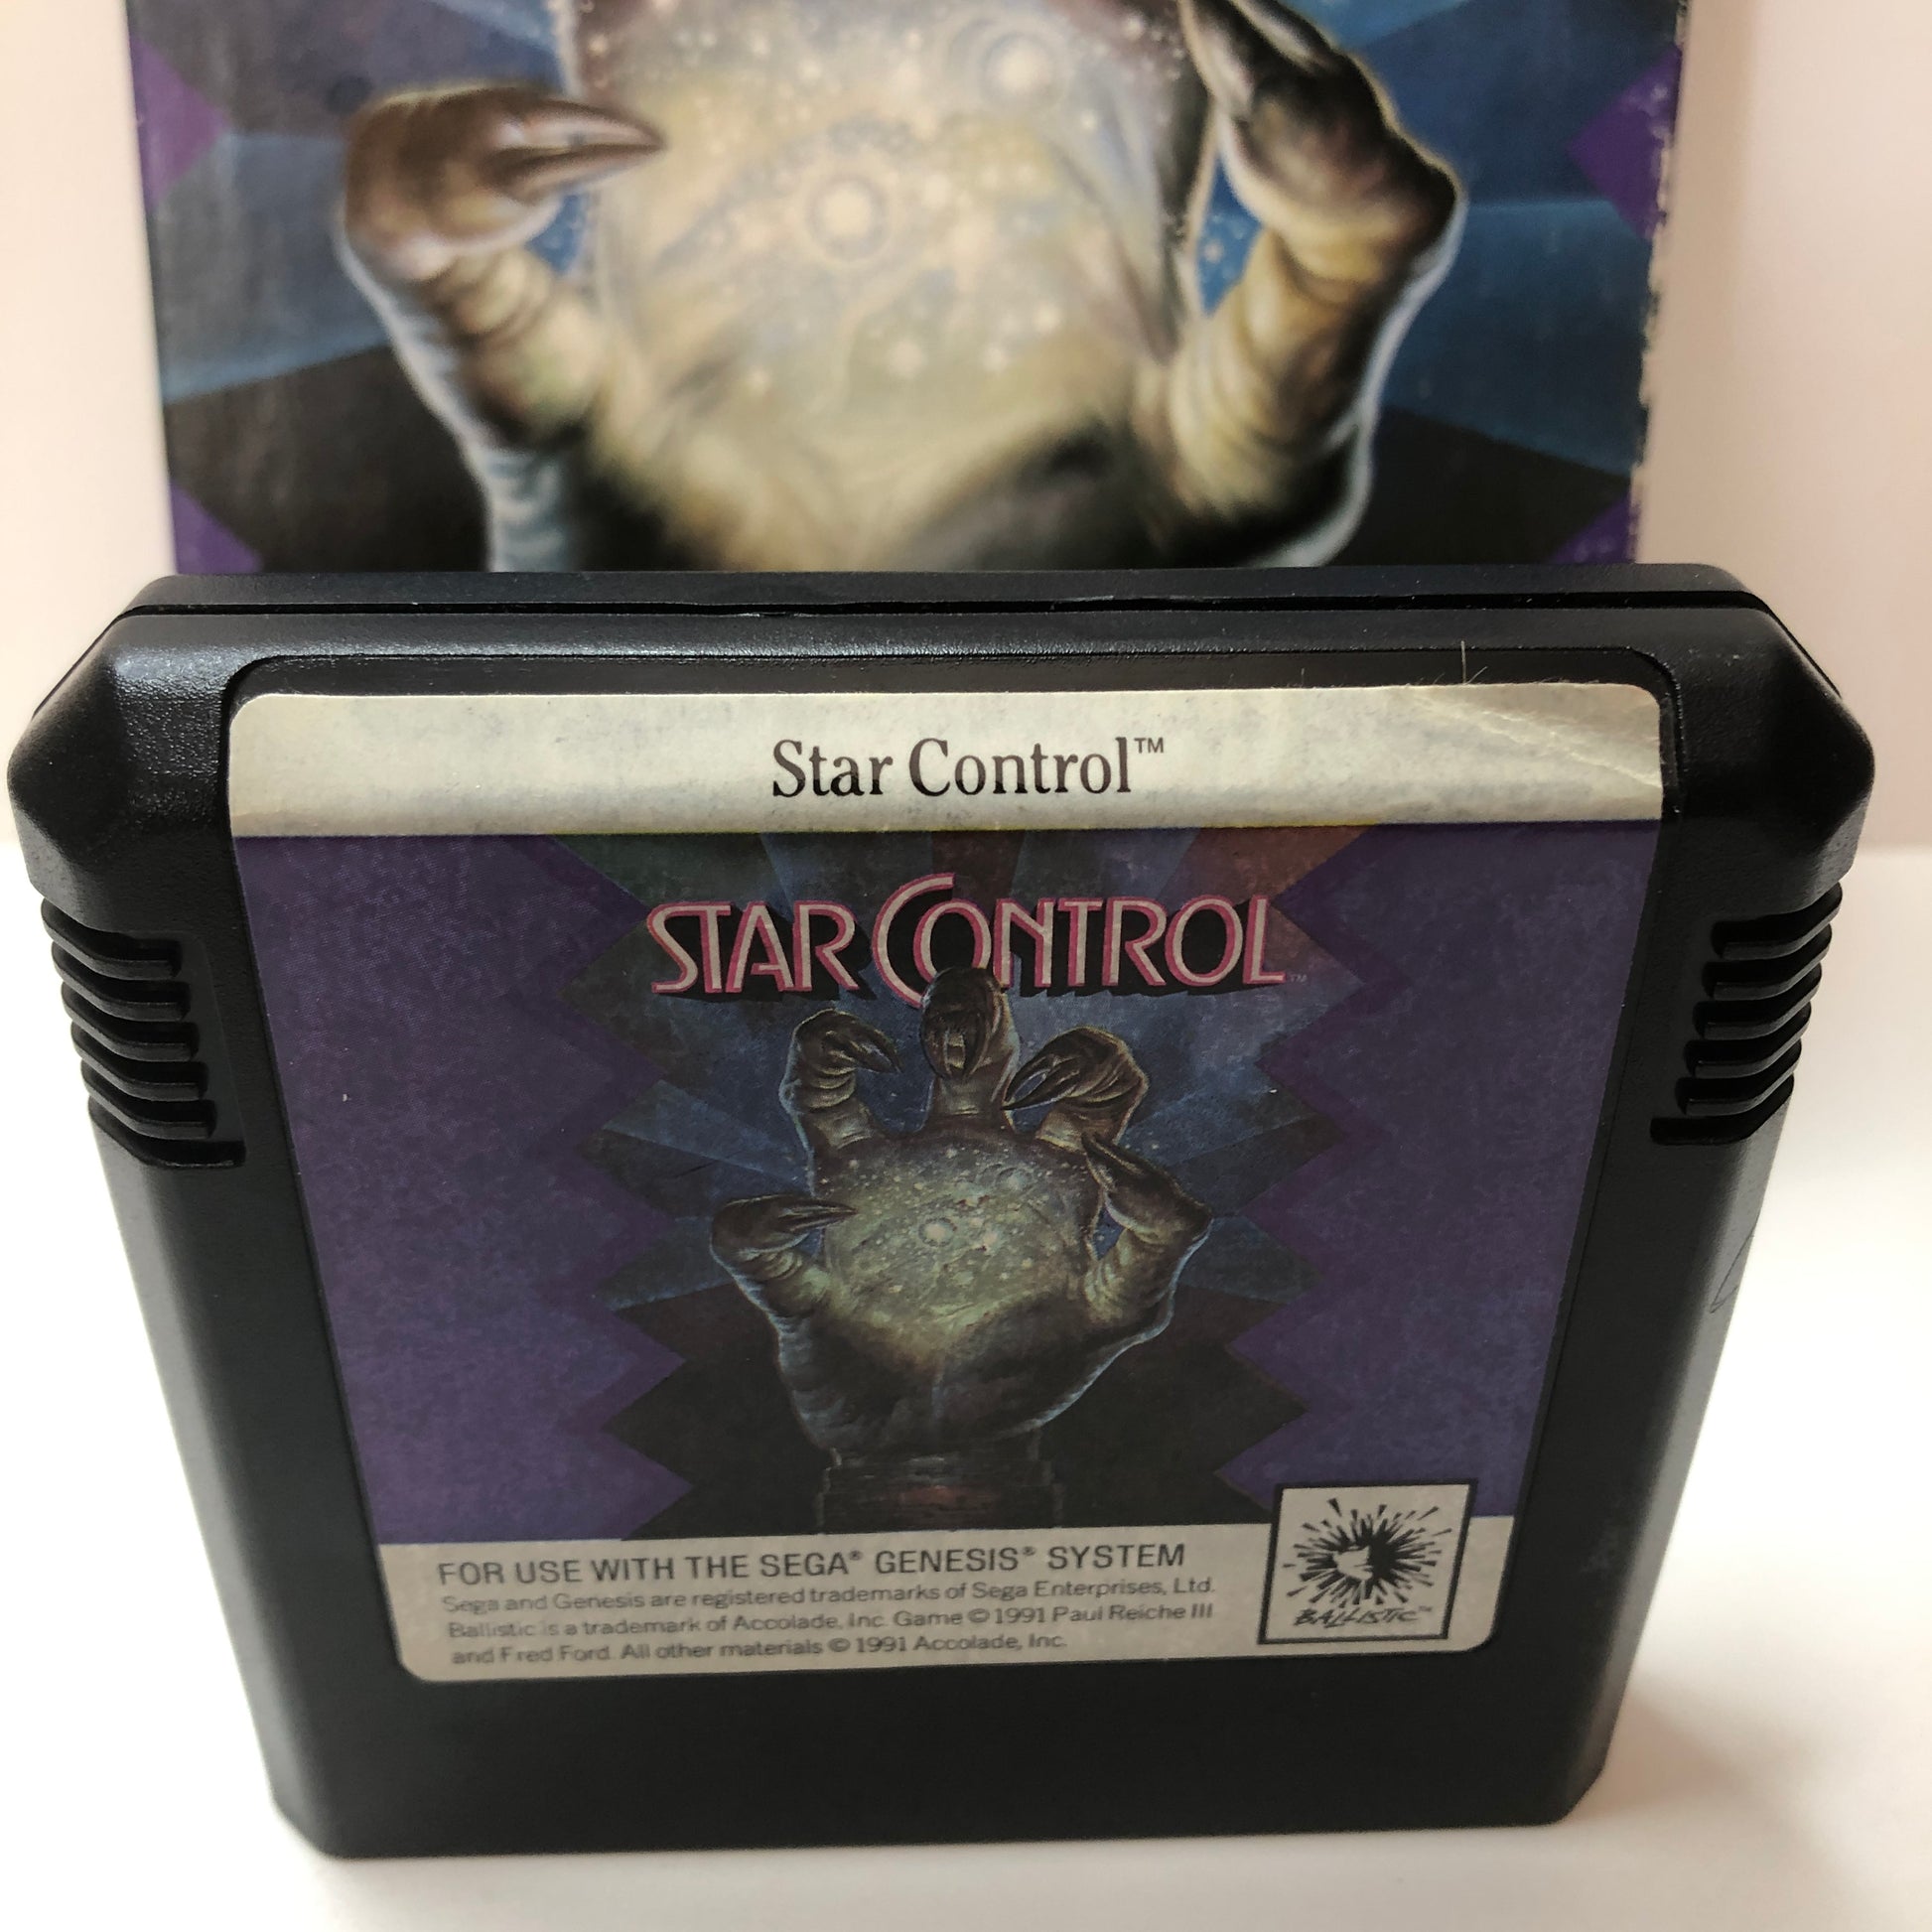 Star Control™
STAR CONTROL™
FOR USE WITH THE SEGA® GENESIS® SYSTEM
Sega and Genesis are registered trademarks of Sega Enterprises, Ltd.
Ballistic is a trademark of Accolade, Inc. Game © 1991 Paul Reiche III
and Fred Ford. All other materials © 1991 Accolade, Inc.
BALLISTIC™